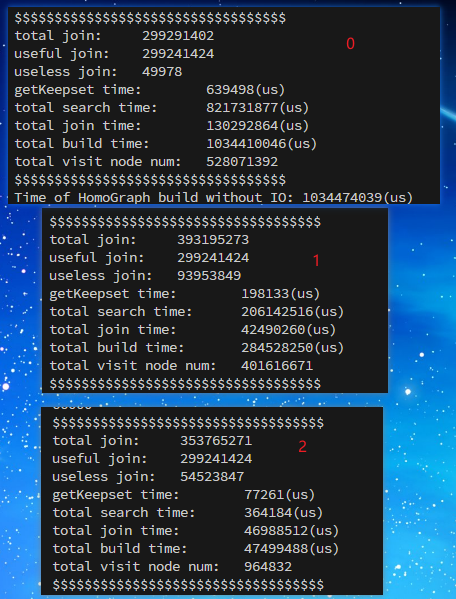 $$$$$$$$$$$$$$$$$$$$$$$$$$$$$$$$$$
total join: 299291402
0
useful join: 299241424
useless join: 49978
getKeepset time: 639498(us)
total search time: 821731877(us)
total join time: 130292864(us)
total build time: 1034410046(us)
total visit node num: 528071392
$$$$$$$$$$$$$$$$$$$$$$$$$$$$$$$$$$
Time of HomoGraph build without IO: 1034474039(us)
$$$$$$$$$$$$$$$$$$$$$$$$$$$$$$$$$$
total join: 393195273
useful join: 299241424
1
useless join: 93953849
getKeepset time: 198133(us)
total search time: 206142516(us)
total join time: 42490260(us)
total build time: 284528250(us)
total visit node num: 401616671
$$$$$$$$$$$$$$$$$$$$$$$$$$$$$$$$$$
$$$$$$$$$$$$$$$$$$$$$$$$$$$$$$$$$$
total join: 353765271
2
useful join: 299241424
useless join: 54523847
getKeepset time: 77261(us)
total search time: 364184(us)
total join time: 46988512(us)
total build time: 47499488(us)
total visit node num: 964832
$$$$$$$$$$$$$$$$$$$$$$$$$$$$$$$$$$